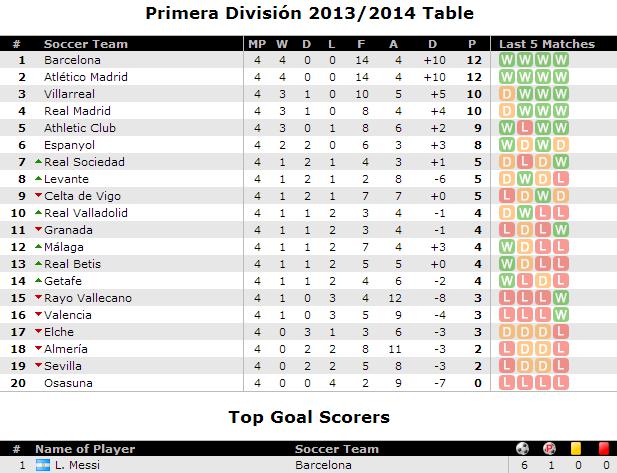 Primera División 2013/2014 Table
# Soccer Team MP W D L F A D P Last 5 Matches
1 Barcelona 4 4 0 0 14 4 +10 12 W W W W
2 Atlético Madrid 4 4 0 0 14 4 +10 12 W W W W
3 Villarreal 4 3 1 0 10 5 +5 10 D W W W
4 Real Madrid 4 3 1 0 8 4 +4 10 D W W W
5 Athletic Club 4 3 0 1 8 6 +2 9 W L W W
6 Espanyol 4 2 2 0 6 3 +3 8 W D W D
7 Real Sociedad 4 1 2 1 4 3 +1 5 D L D W
8 Levante 4 1 2 1 2 8 -6 5 D W D L
9 Celta de Vigo 4 1 2 1 7 7 +0 5 L D W D
10 Real Valladolid 4 1 1 2 3 4 -1 4 D W L L
11 Granada 4 1 1 2 3 4 -1 4 L D L W
12 Málaga 4 1 1 2 7 4 +3 4 W D L L
13 Real Betis 4 1 1 2 5 5 +0 4 W D L L
14 Getafe 4 1 1 2 4 6 -2 4 W L D L
15 Rayo Vallecano 4 1 0 3 4 12 -8 3 L L L W
16 Valencia 4 1 0 3 5 9 -4 3 L L L W
17 Elche 4 0 3 1 3 6 -3 3 D D D L
18 Almería 4 0 2 2 8 11 -3 2 L D D L
19 Sevilla 4 0 2 2 5 8 -3 2 L D D L
20 Osasuna 4 0 0 4 2 9 -7 0 L L L L
Top Goal Scorers
# Name of Player Soccer Team P
1 L. Messi Barcelona 6 1 0 0